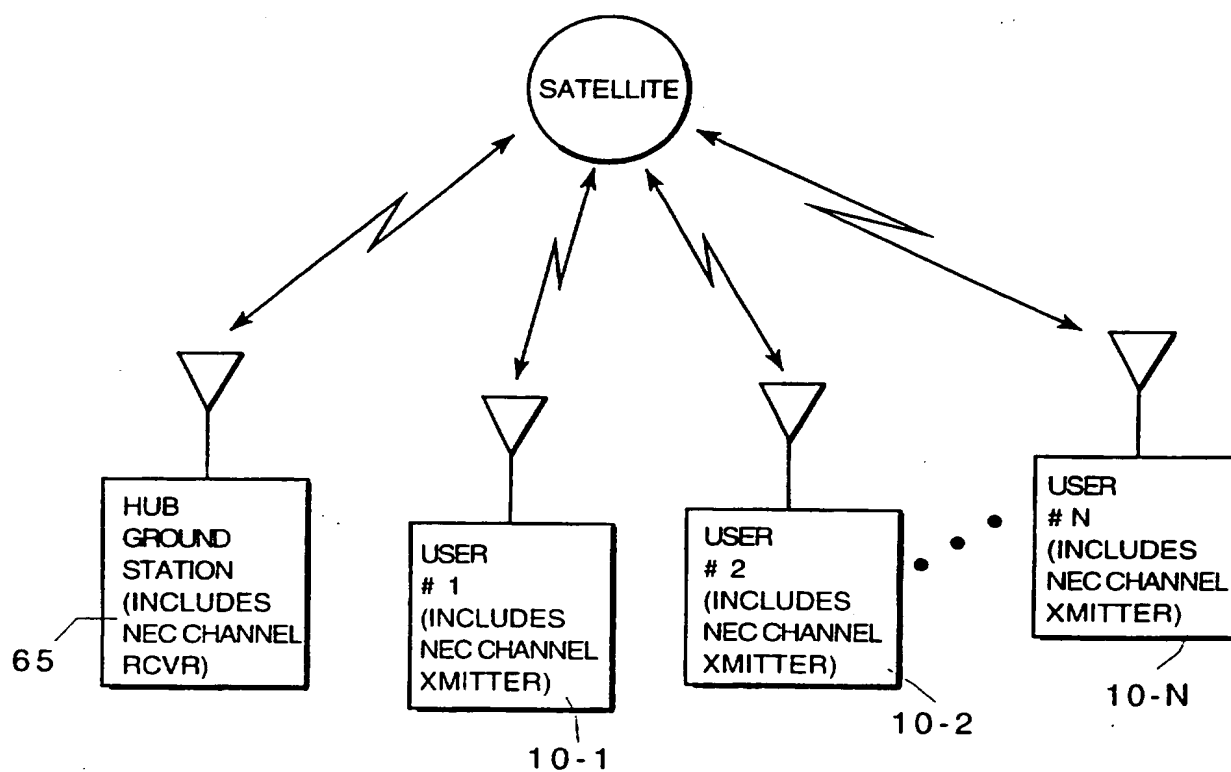 SATELLITE
HUB
GROUND
STATION
(INCLUDES
NEC CHANNEL
RCVR)
65
USER
# 1
(INCLUDES
NEC CHANNEL
XMITTER)
10-1
USER
# 2
(INCLUDES
NEC CHANNEL
XMITTER)
10-2
USER
# N
(INCLUDES
NEC CHANNEL
XMITTER)
10-N